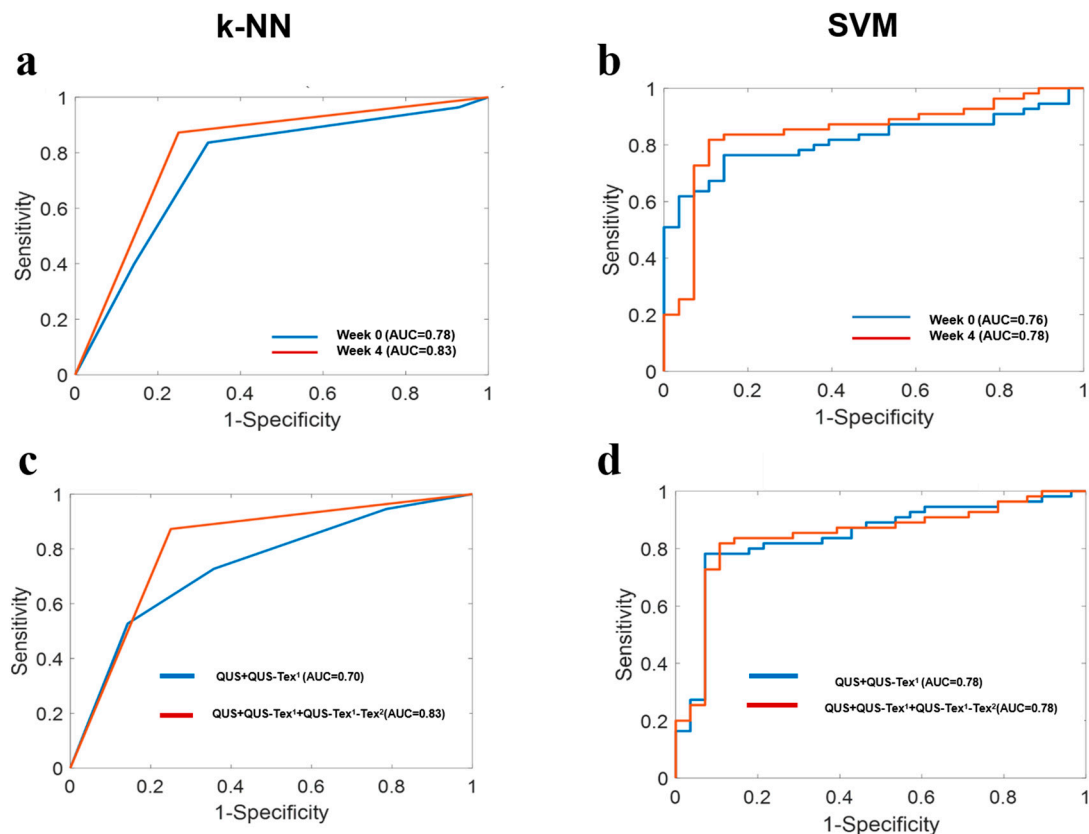 k-NN
SVM
a
b
1
0.8
0.6
0.4
0.2
0
Sensitivity
Week 0 (AUC=0.78)
Week 4 (AUC=0.83)
0 0.2 0.4 0.6 0.8 1
1-Specificity
1
0.8
0.6
0.4
0.2
0
Sensitivity
Week 0 (AUC=0.76)
Week 4 (AUC=0.78)
0 0.2 0.4 0.6 0.8 1
1-Specificity
c
d
1
0.8
0.6
0.4
0.2
0
Sensitivity
QUS+QUS-Tex¹ (AUC=0.70)
QUS+QUS-Tex¹+QUS-Tex¹-Tex²(AUC=0.83)
0 0.2 0.4 0.6 0.8 1
1-Specificity
1
0.8
0.6
0.4
0.2
0
Sensitivity
QUS+QUS-Tex¹ (AUC=0.78)
QUS+QUS-Tex¹+QUS-Tex¹-Tex²(AUC=0.78)
0 0.2 0.4 0.6 0.8 1
1-Specificity